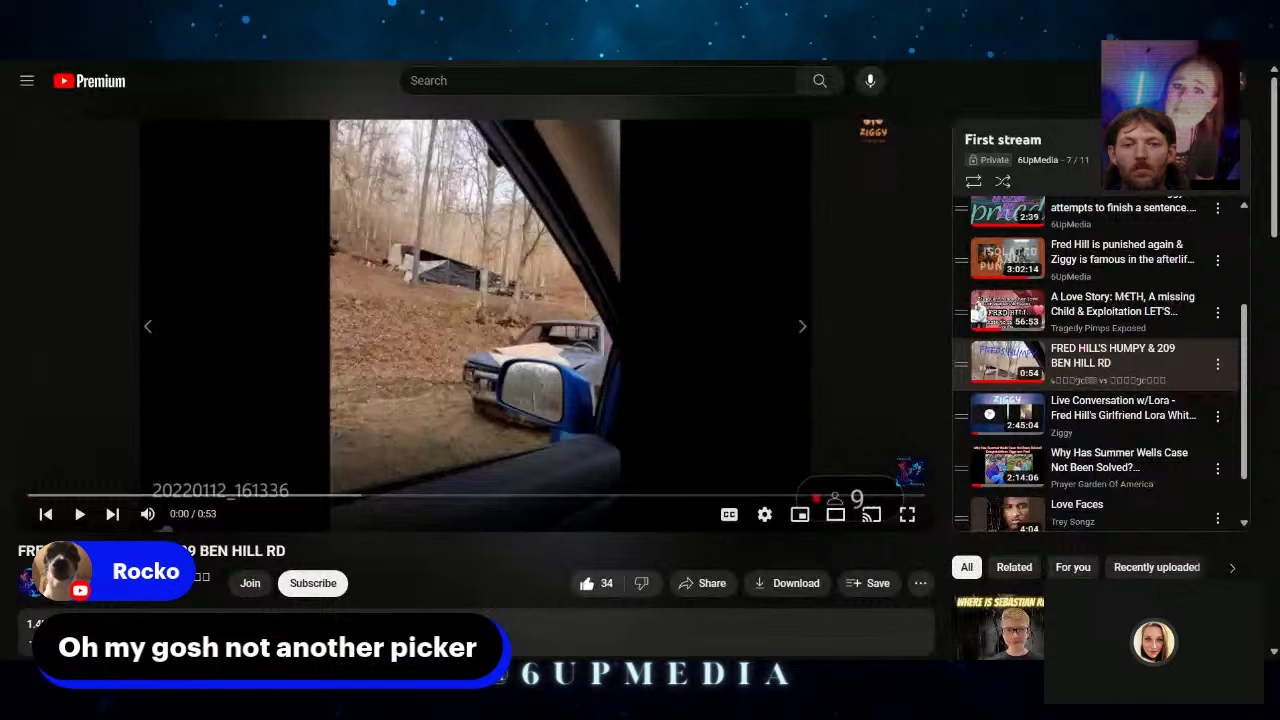 Premium
Search
ZIGGY
20220112_161336
0:00 / 0:53
CC
9
BEN HILL RD
Join
Subscribe
34
Share
Download
Save
Rocko
Oh my gosh not another picker
6UPMEDIA
First stream
Private
6UpMedia - 7 / 11
attempts to finish a sentence....
2:39
6UpMedia
Fred Hill is punished again &
Ziggy is famous in the afterlif...
3:02:14
6UpMedia
A Love Story: M€TH, A missing
Child & Exploitation LET'S...
56:53
Tragedy Pimps Exposed
FRED HILL'S HUMPY & 209
BEN HILL RD
0:54
Live Conversation w/Lora -
Fred Hill's Girlfriend Lora Whit...
2:45:04
Ziggy
Why Has Summer Wells Case
Not Been Solved?...
2:14:06
Prayer Garden Of America
Love Faces
4:04
Trey Songz
All
Related
For you
Recently uploaded